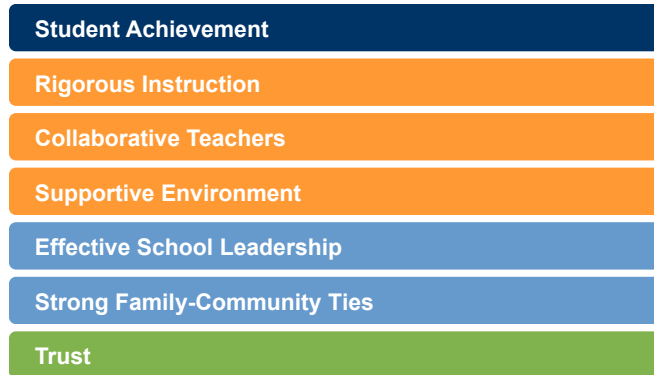 Student Achievement
Rigorous Instruction
Collaborative Teachers
Supportive Environment
Effective School Leadership
Strong Family-Community Ties
Trust